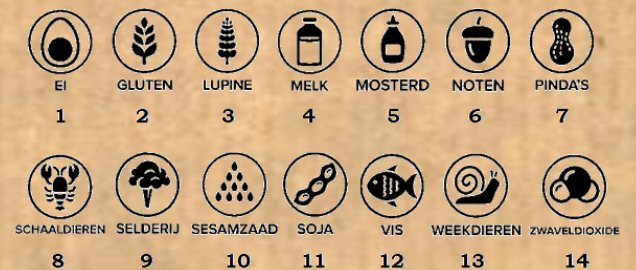 EI GLUTEN LUPINE MELK MOSTERD NOTEN PINDA'S
1 2 3 4 5 6 7
SCHAALDIEREN SELDERIJ SESAMZAAD SOJA VIS WEEKDIEREN ZWAVELDIOXIDE
8 9 10 11 12 13 14